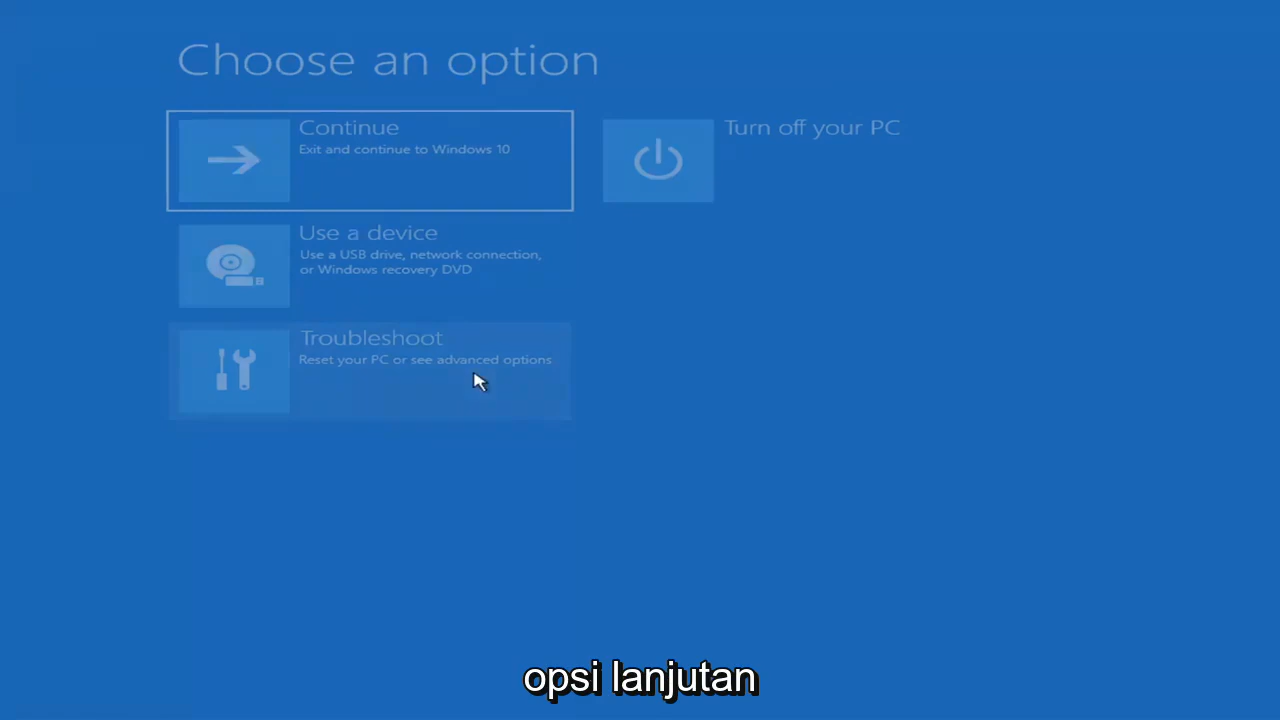 Choose an option
Continue
Exit and continue to Windows 10
Turn off your PC
Use a device
Use a USB drive, network connection,
or Windows recovery DVD
Troubleshoot
Reset your PC or see advanced options
opsi lanjutan